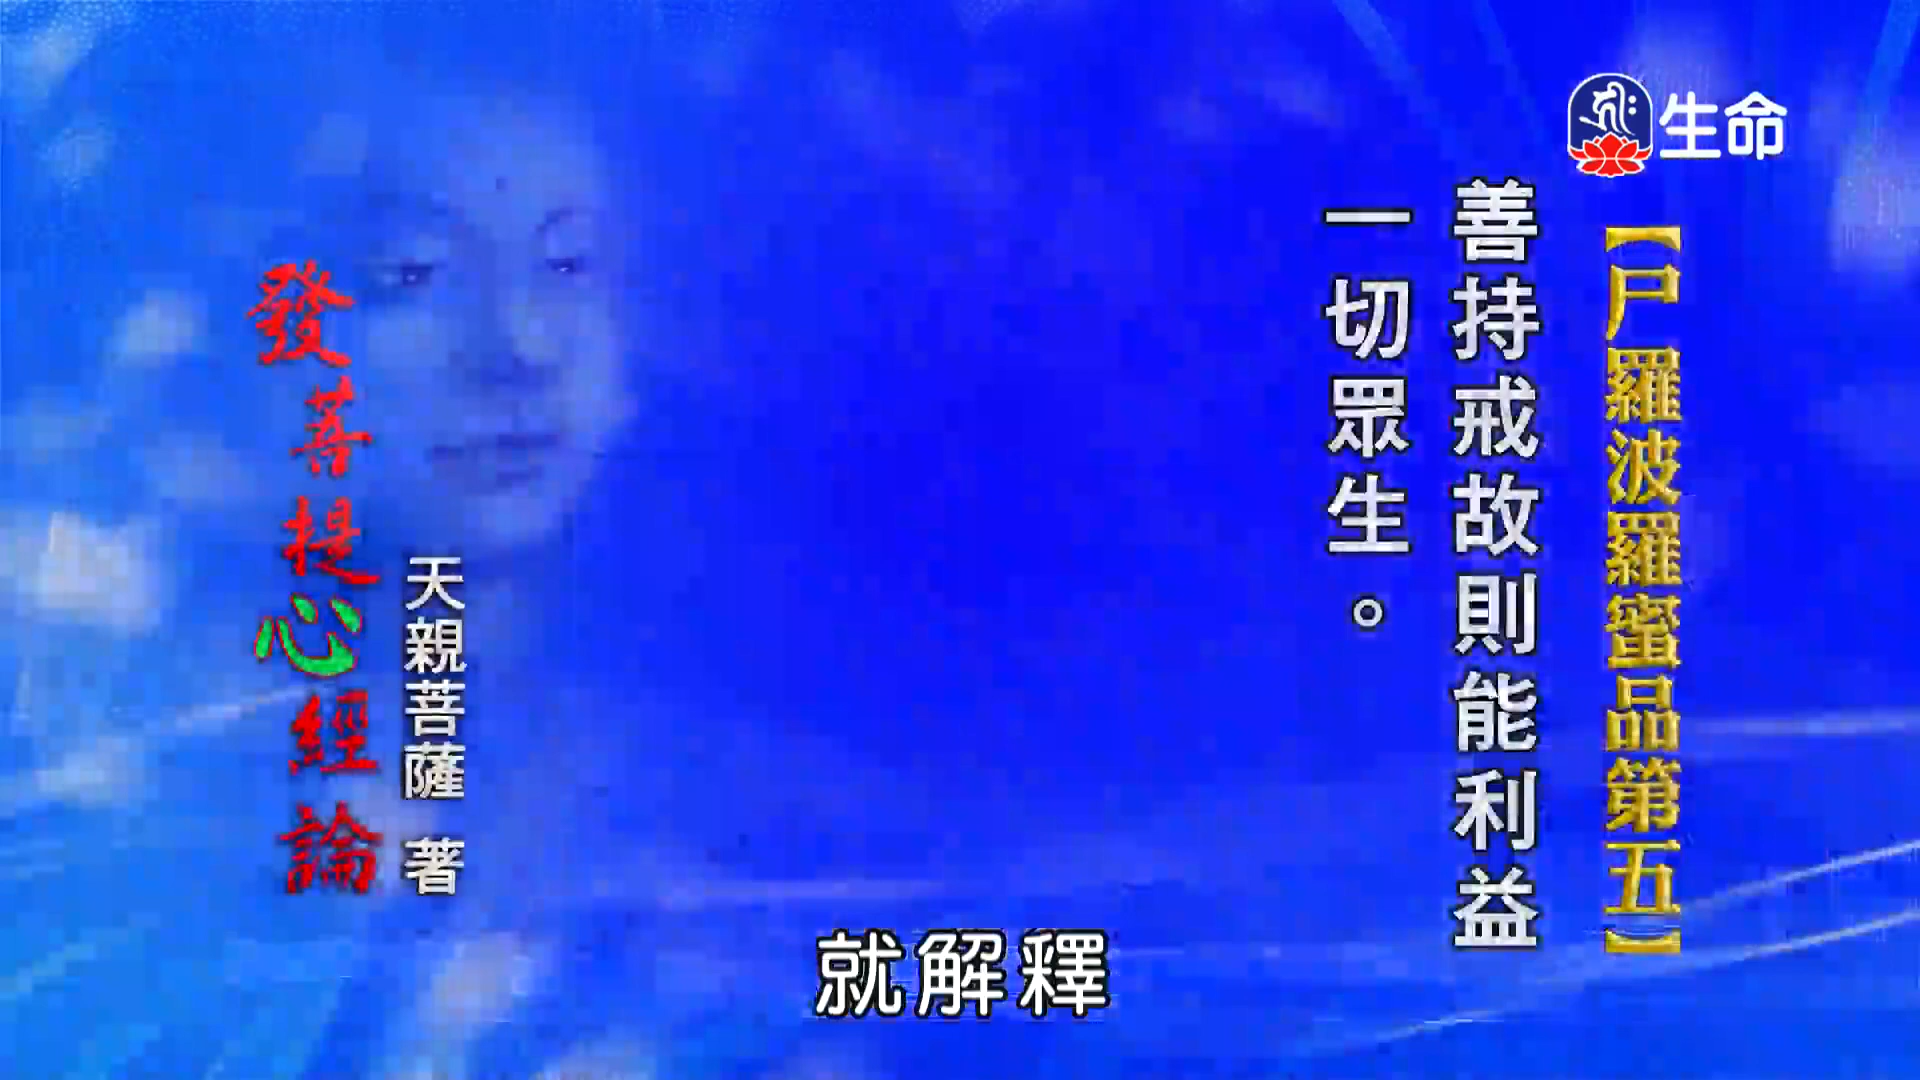 生命
【尸羅波羅蜜品第五】
善持戒故則能利益
一切眾生。
發菩提心經論
天親菩薩 著
就解釋